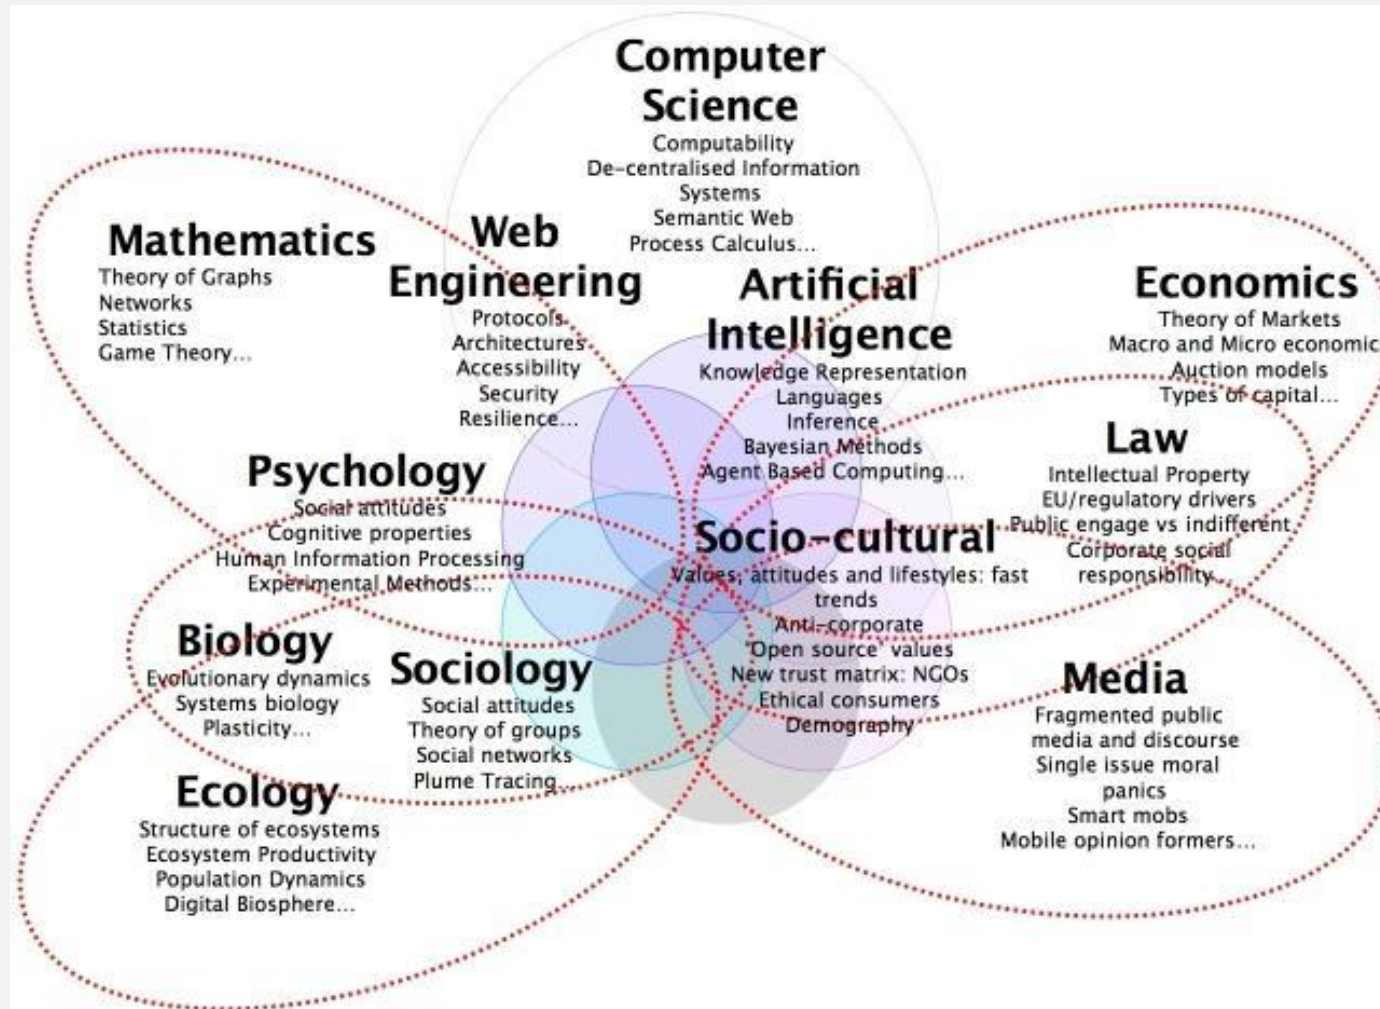 Computer
Science
Computability
De-centralised Information
Systems
Semantic Web
Process Calculus...
Mathematics
Theory of Graphs
Networks
Statistics
Game Theory...
Web
Engineering
Protocols
Architectures
Accessibility
Security
Resilience...
Artificial
Intelligence
Knowledge Representation
Languages
Inference
Bayesian Methods
Agent Based Computing...
Economics
Theory of Markets
Macro and Micro economic
Auction models
Types of capital...
Law
Intellectual Property
EU/regulatory drivers
Public engage vs indifferent
Corporate social
responsibility
Psychology
Social attitudes
Cognitive properties
Human Information Processing
Experimental Methods...
Socio-cultural
Values, attitudes and lifestyles: fast
trends
Anti-corporate
'Open source' values
New trust matrix: NGOs
Ethical consumers
Demography
Biology
Evolutionary dynamics
Systems biology
Plasticity...
Sociology
Social attitudes
Theory of groups
Social networks
Plume Tracing...
Media
Fragmented public
media and discourse
Single issue moral
panics
Smart mobs
Mobile opinion formers...
Ecology
Structure of ecosystems
Ecosystem Productivity
Population Dynamics
Digital Biosphere...